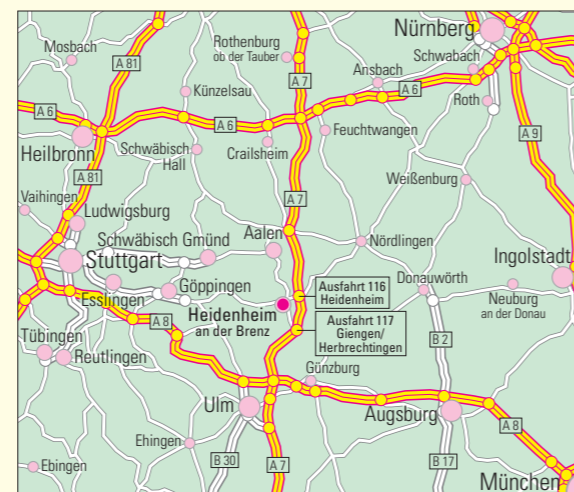 Nürnberg
Mosbach
Rothenburg
ob der Tauber
A 81
Schwabach
A 7
Ansbach
Künzelsau
A 6
Roth
A 6
A 6
Feuchtwangen
A 9
Heilbronn
Schwäbisch
Hall
Crailsheim
A 81
Weißenburg
A 7
Vaihingen
Ludwigsburg
Schwäbisch Gmünd
Aalen
Nördlingen
Stuttgart
Ingolstadt
Göppingen
Donauwörth
Esslingen
Heidenheim
an der Brenz
Ausfahrt 116
Heidenheim
Neuburg
an der Donau
A 8
Ausfahrt 117
Giengen/
Herbrechtingen
Tübingen
Reutlingen
B 2
Günzburg
Ulm
Augsburg
A 8
Ehingen
B 30
A 7
B 17
Ebingen
München